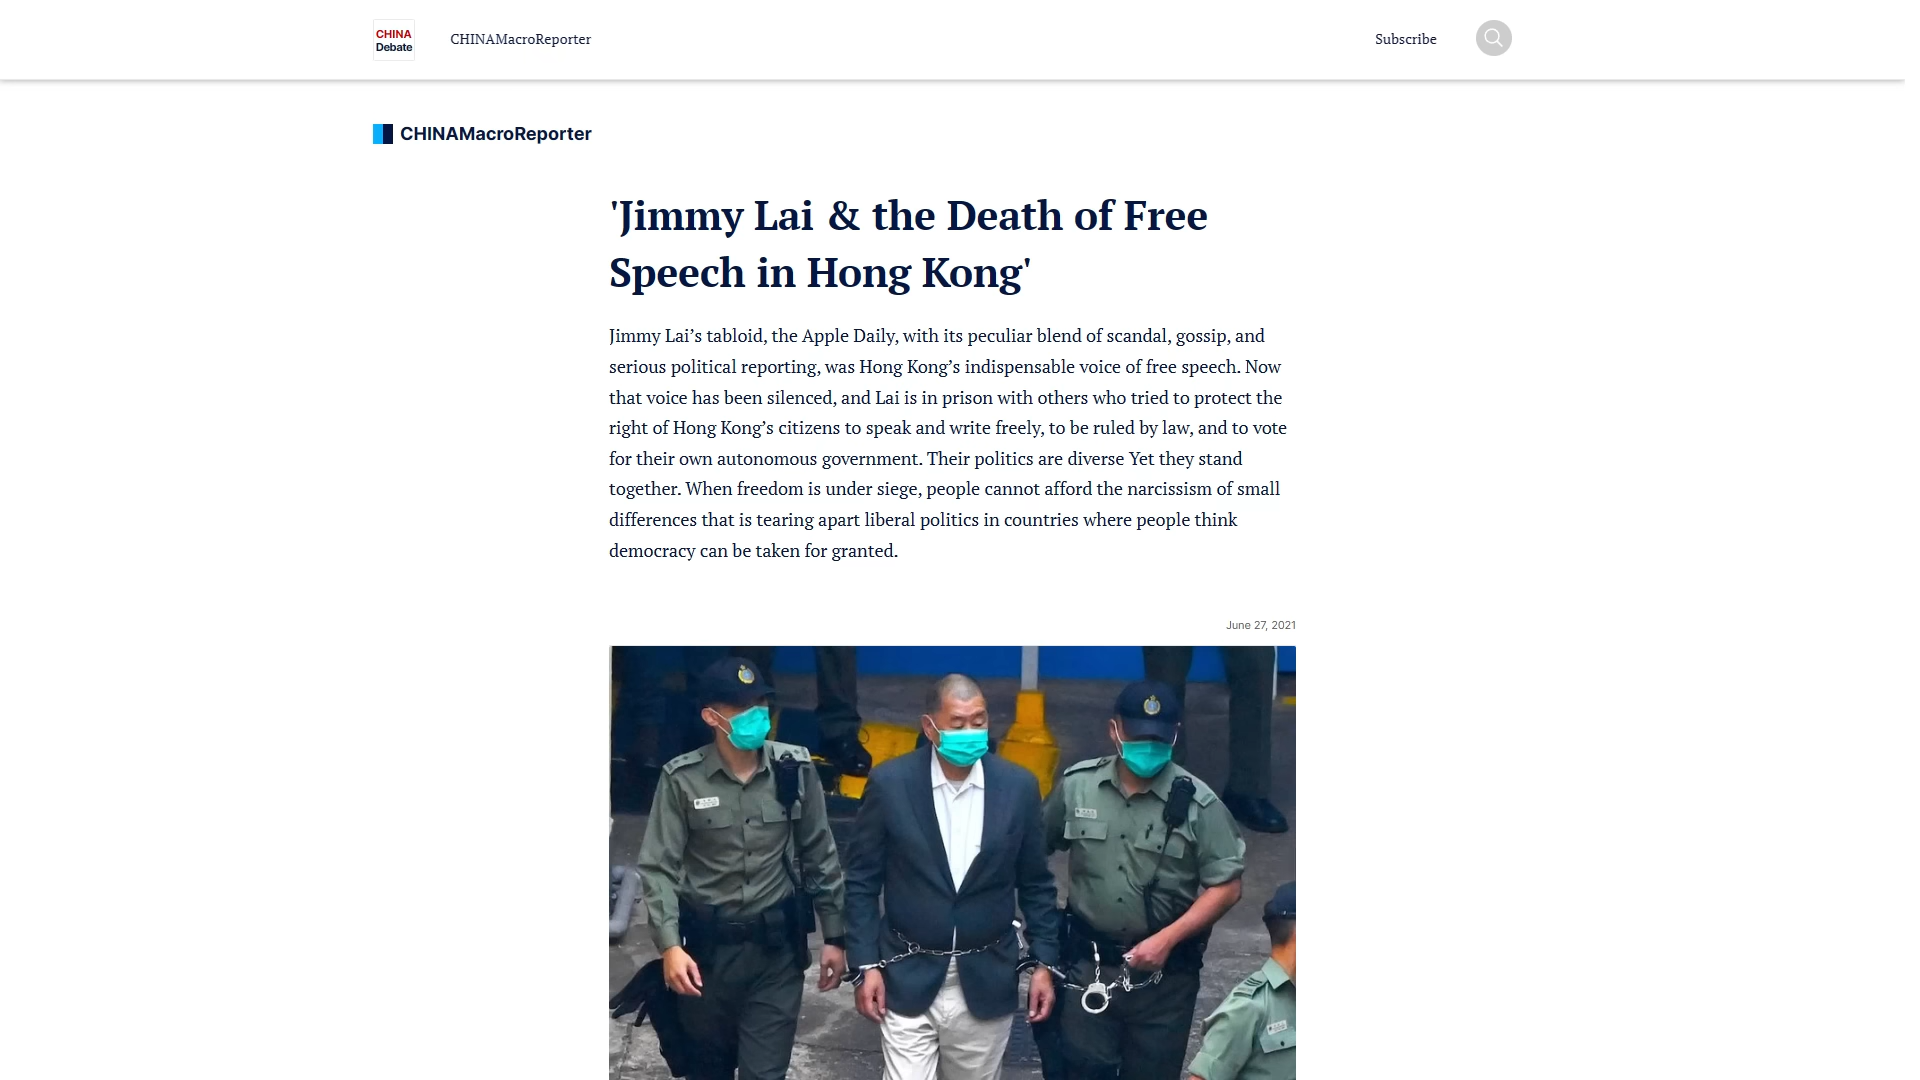 CHINA
Debate
CHINAMacroReporter
Subscribe
CHINAMacroReporter
'Jimmy Lai & the Death of Free
Speech in Hong Kong'
Jimmy Lai’s tabloid, the Apple Daily, with its peculiar blend of scandal, gossip, and
serious political reporting, was Hong Kong’s indispensable voice of free speech. Now
that voice has been silenced, and Lai is in prison with others who tried to protect the
right of Hong Kong’s citizens to speak and write freely, to be ruled by law, and to vote
for their own autonomous government. Their politics are diverse Yet they stand
together. When freedom is under siege, people cannot afford the narcissism of small
differences that is tearing apart liberal politics in countries where people think
democracy can be taken for granted.
June 27, 2021